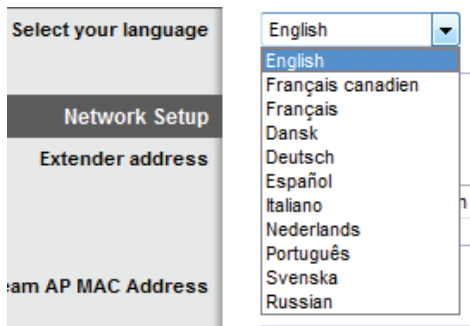 Select your language
English
English
Français canadien
Français
Dansk
Deutsch
Español
Italiano
Nederlands
Português
Svenska
Russian
Network Setup
Extender address
AP MAC Address